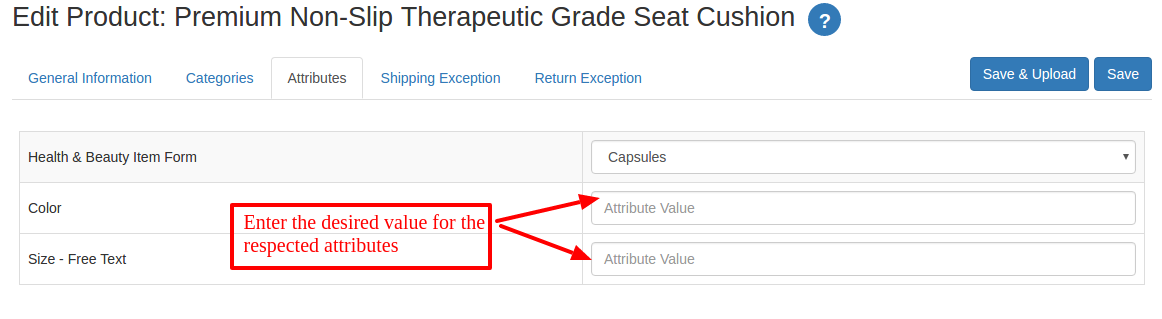 Edit Product: Premium Non-Slip Therapeutic Grade Seat Cushion ?
General Information Categories Attributes Shipping Exception Return Exception Save & Upload Save
Health & Beauty Item Form Capsules
Color Attribute Value
Enter the desired value for the
respected attributes
Size - Free Text Attribute Value